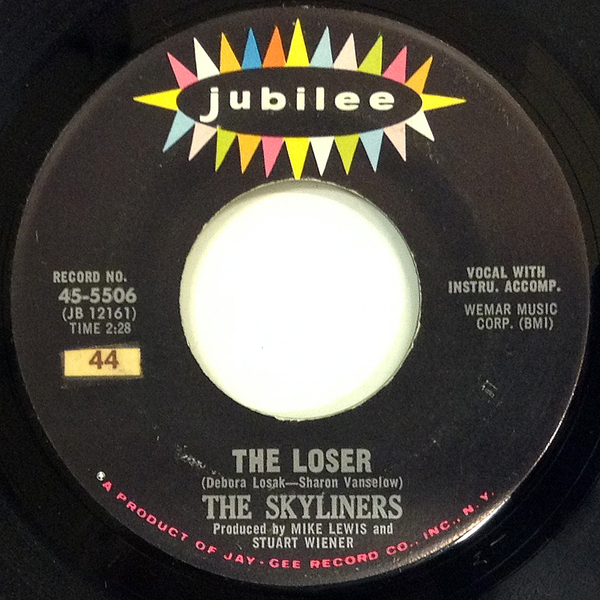 jubilee
RECORD NO.
45-5506
(JB 12161)
TIME 2:28
44
VOCAL WITH
INSTRU. ACCOMP.
WEMAR MUSIC
CORP. (BMI)
THE LOSER
(Debora Losak—Sharon Vanselow)
THE SKYLINERS
Produced by MIKE LEWIS and
STUART WIENER
A PRODUCT OF JAY-GEE RECORD CO., INC., N.Y.